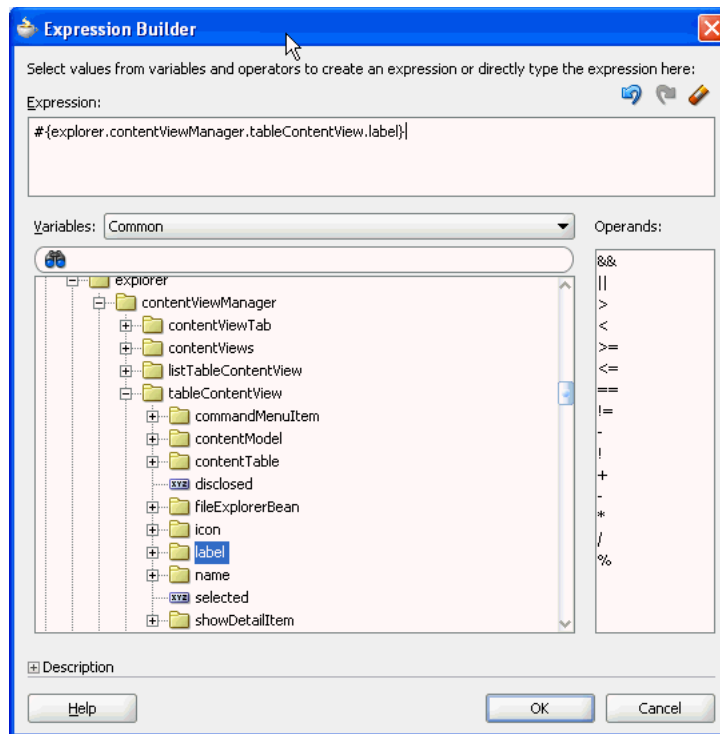 Expression Builder
Select values from variables and operators to create an expression or directly type the expression here:
Expression:
#{explorer.contentViewManager.tableContentView.label}
Variables: Common
Operands:
explorer
contentViewManager
contentViewTab
contentViews
listTableContentView
tableContentView
commandMenuItem
contentModel
contentTable
xyz disclosed
fileExplorerBean
icon
label
name
xyz selected
showDetailItem
&&
||
>
<
>=
<=
==
!=
-
!
+
-
*
/
%
Description
Help
OK
Cancel